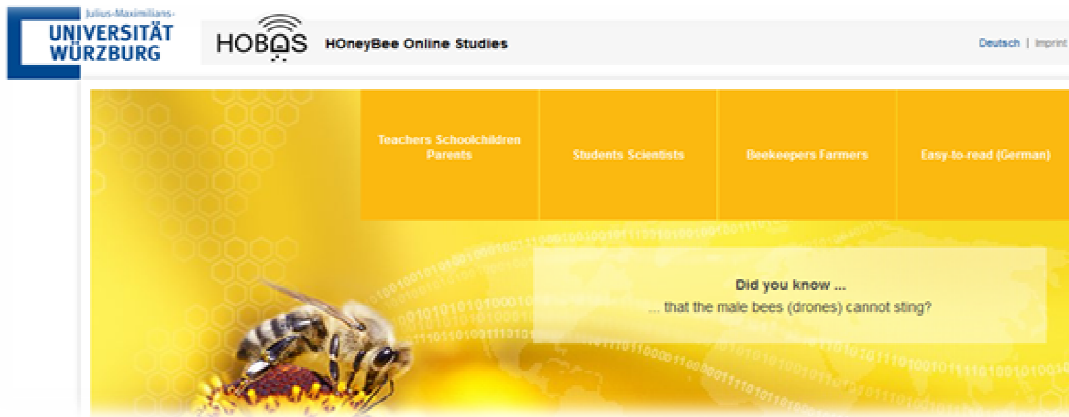 Julius-Maximilians-
UNIVERSITÄT
WÜRZBURG
HOBOS
HOneyBee Online Studies
Deutsch | Imprint
Teachers Schoolchildren
Parents
Students Scientists
Beekeepers Farmers
Easy-to-read (German)
Did you know ...
... that the male bees (drones) cannot sting?